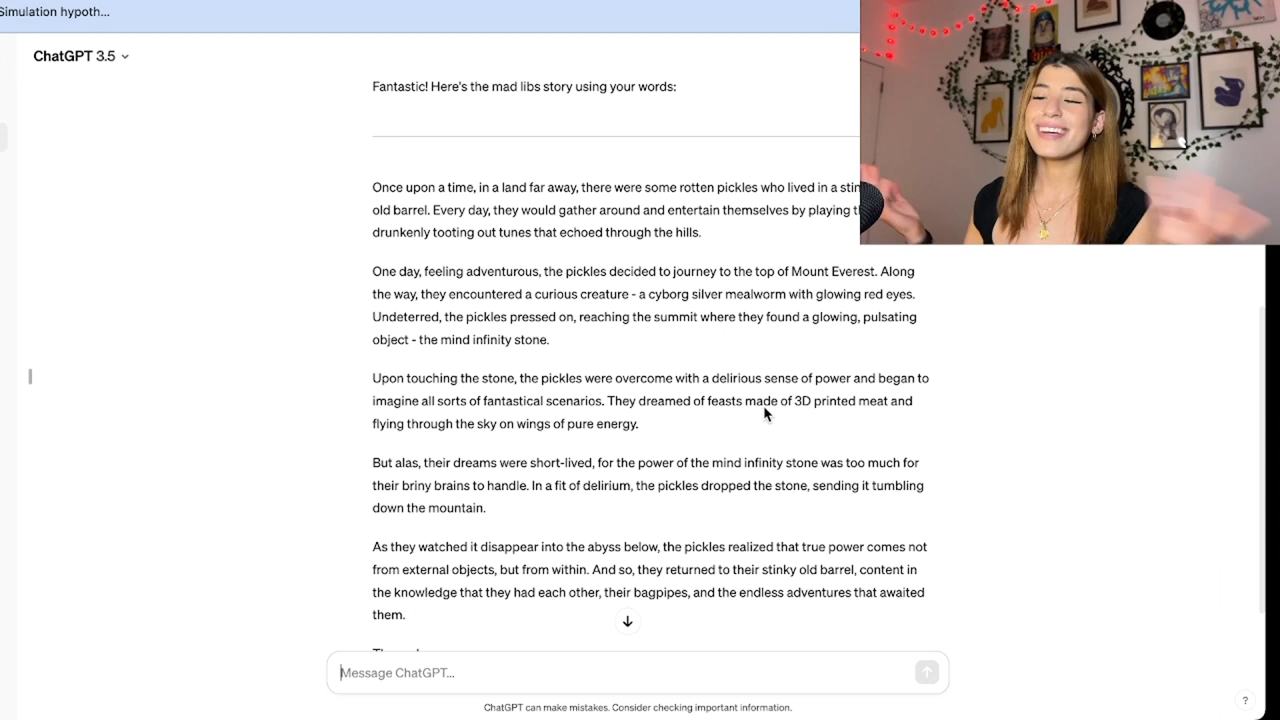 Simulation hypoth...
ChatGPT 3.5
Fantastic! Here's the mad libs story using your words:
Once upon a time, in a land far away, there were some rotten pickles who lived in a
old barrel. Every day, they would gather around and entertain themselves by playing
drunkenly tooting out tunes that echoed through the hills.
One day, feeling adventurous, the pickles decided to journey to the top of Mount Everest. Along
the way, they encountered a curious creature - a cyborg silver mealworm with glowing red eyes.
Undeterred, the pickles pressed on, reaching the summit where they found a glowing, pulsating
object - the mind infinity stone.
Upon touching the stone, the pickles were overcome with a delirious sense of power and began to
imagine all sorts of fantastical scenarios. They dreamed of feasts made of 3D printed meat and
flying through the sky on wings of pure energy.
But alas, their dreams were short-lived, for the power of the mind infinity stone was too much for
their briny brains to handle. In a fit of delirium, the pickles dropped the stone, sending it tumbling
down the mountain.
As they watched it disappear into the abyss below, the pickles realized that true power comes not
from external objects, but from within. And so, they returned to their stinky old barrel, content in
the knowledge that they had each other, their bagpipes, and the endless adventures that awaited
them.
Message ChatGPT...
ChatGPT can make mistakes. Consider checking important information.
?